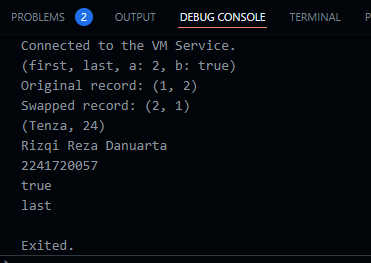 PROBLEMS 2 OUTPUT DEBUG CONSOLE TERMINAL
Connected to the VM Service.
(first, last, a: 2, b: true)
Original record: (1, 2)
Swapped record: (2, 1)
(Tenza, 24)
Rizqi Reza Danuarta
2241720057
true
last
Exited.